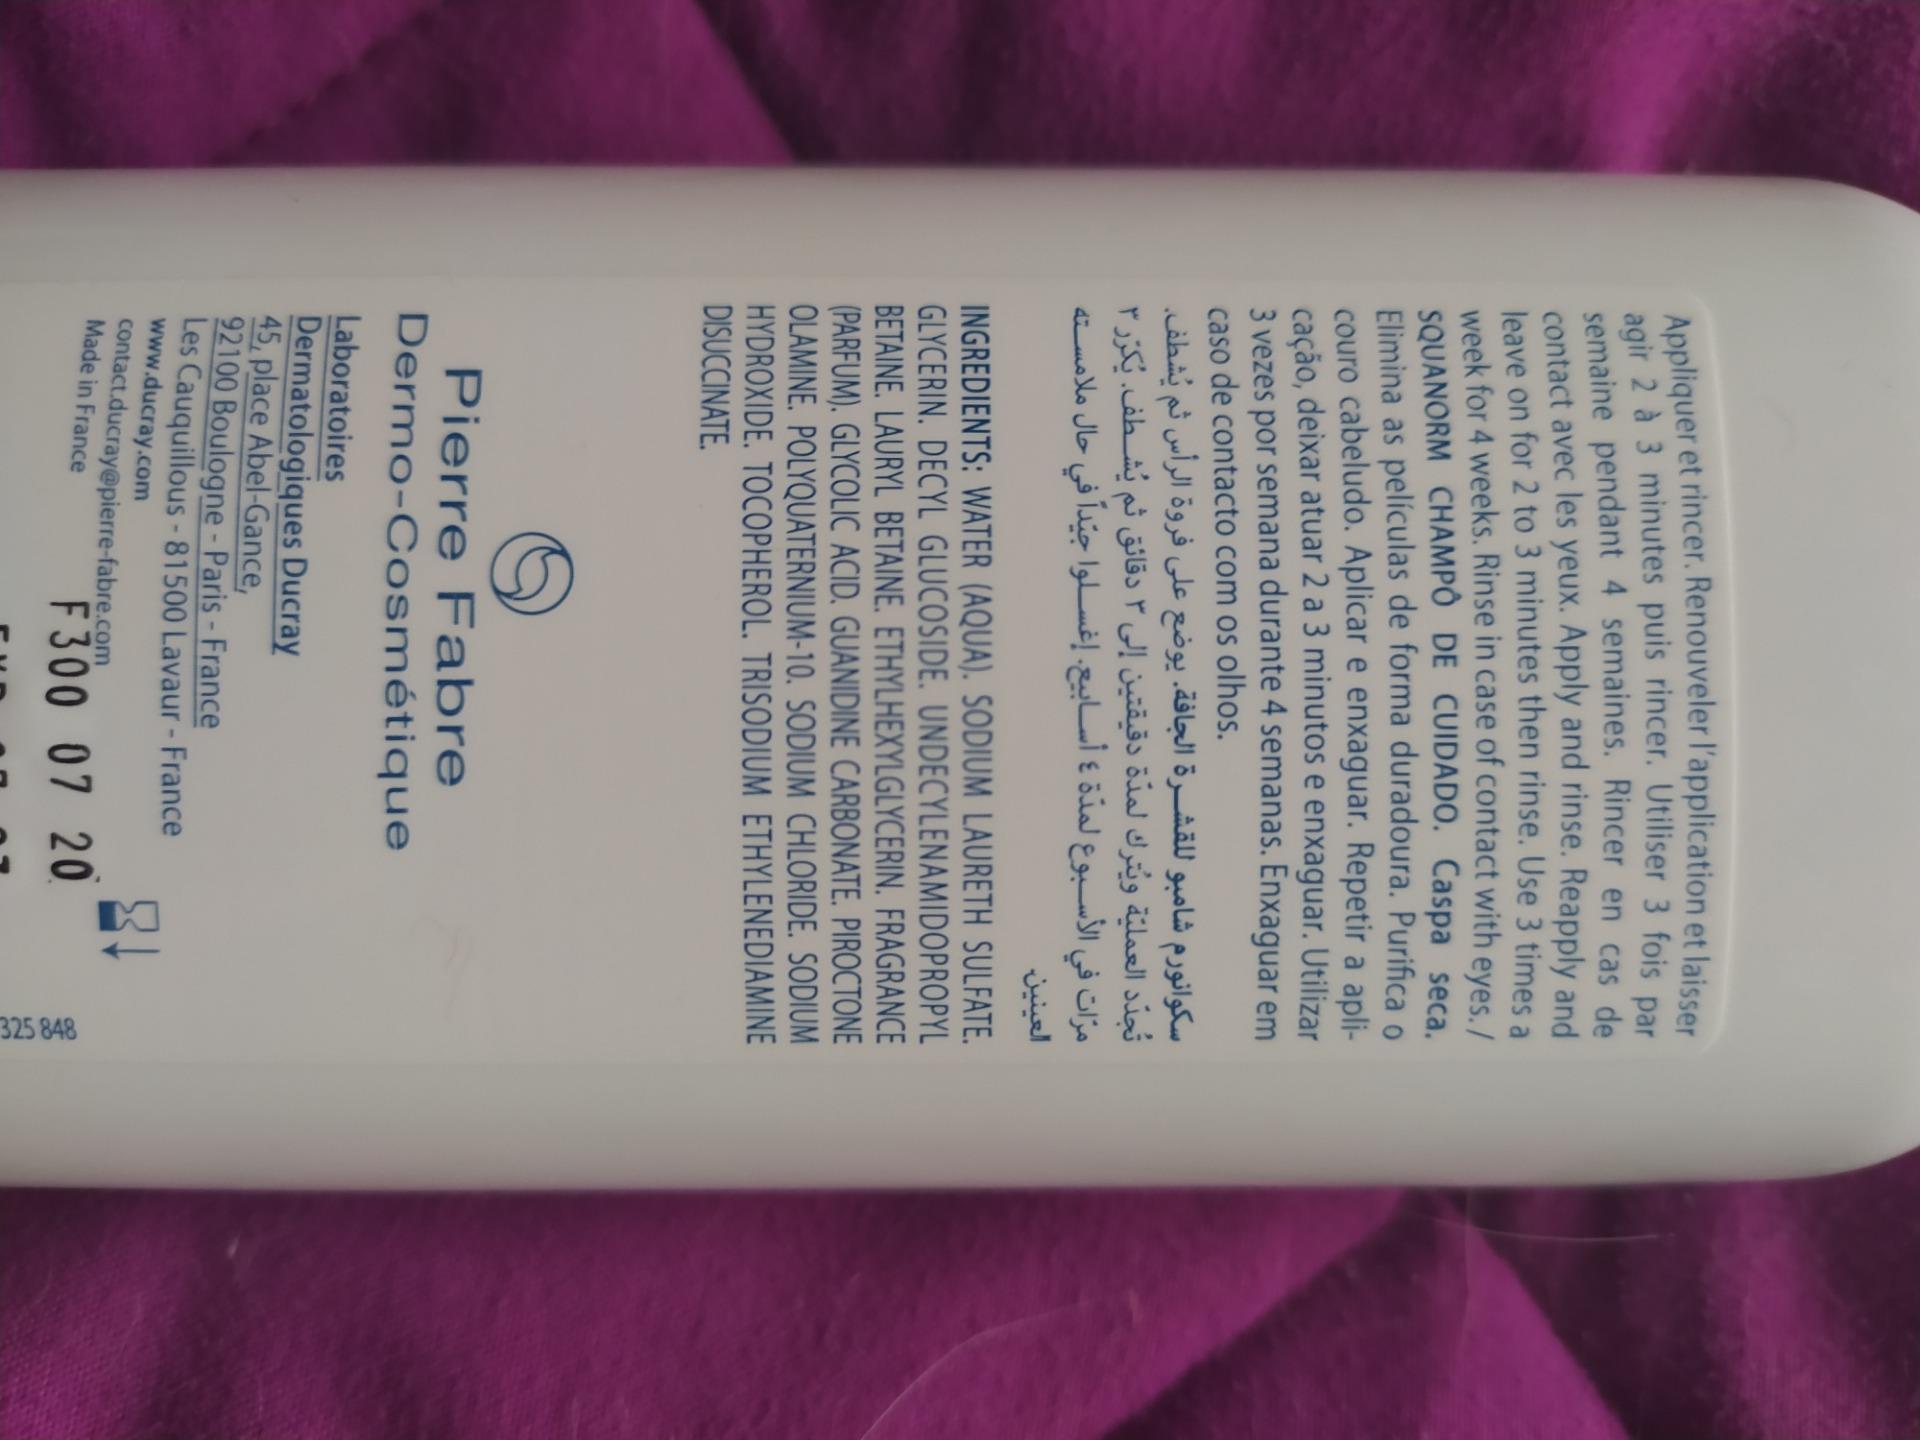 Appliquer et rincer. Renouveler l'application et laisser
agir 2 à 3 minutes puis rincer. Utiliser 3 fois par
semaine pendant 4 semaines. Rincer en cas de
contact avec les yeux. Apply and rinse. Reapply and
leave on for 2 to 3 minutes then rinse. Use 3 times a
week for 4 weeks. Rinse in case of contact with eyes. /
SQUANORM CHAMPÔ DE CUIDADO. Caspa seca.
Elimina as películas de forma duradoura. Purifica o
couro cabeludo. Aplicar e enxaguar. Repetir a apli-
cação, deixar atuar 2 a 3 minutos e enxaguar. Utilizar
3 vezes por semana durante 4 semanas. Enxaguar em
caso de contacto com os olhos.
سكوانورم شامبو للقشرة الجافة. يوضع على فروة الرأس ثم يُشطف.
تُجدّد العمليّة ويُترك لمدّة دقيقتين إلى ٣ دقائق ثم يُشطف. يُكرّر ٣
مرّات في الأسبوع لمدّة ٤ أسابيع. إغسلوا جيّداً في حال ملامسته
العينين.
INGREDIENTS: WATER (AQUA). SODIUM LAURETH SULFATE.
GLYCERIN. DECYL GLUCOSIDE. UNDECYLENAMIDOPROPYL
BETAINE. LAURYL BETAINE. ETHYLHEXYLGLYCERIN. FRAGRANCE
(PARFUM). GLYCOLIC ACID. GUANIDINE CARBONATE. PIROCTONE
OLAMINE. POLYQUATERNIUM-10. SODIUM CHLORIDE. SODIUM
HYDROXIDE. TOCOPHEROL. TRISODIUM ETHYLENEDIAMINE
DISUCCINATE.
Pierre Fabre
Dermo-Cosmétique
Laboratoires
Dermatologiques Ducray
45, place Abel-Gance,
92100 Boulogne - Paris - France
Les Cauquillous - 81500 Lavaur - France
www.ducray.com
contact.ducray@pierre-fabre.com
Made in France
F300 07 20
325 848